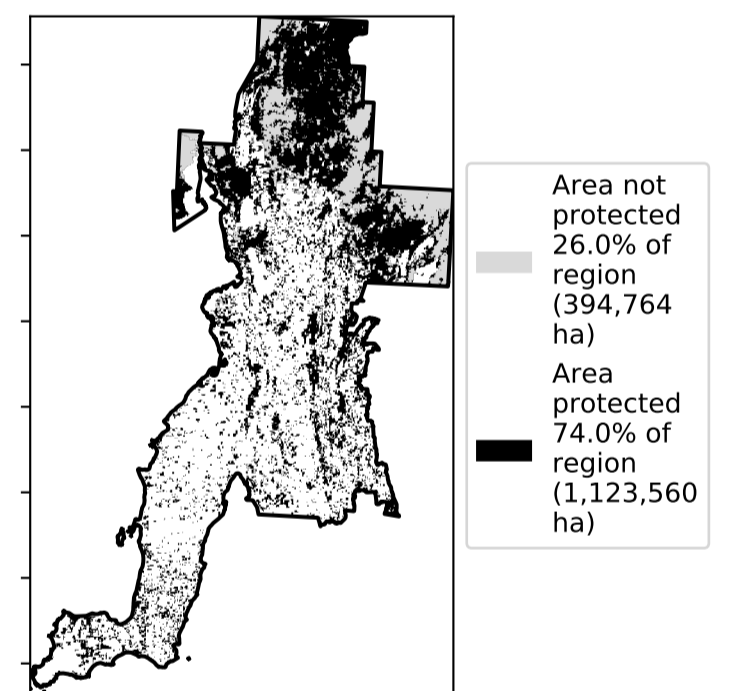 Area not
protected
26.0% of
region
(394,764
ha)
Area
protected
74.0% of
region
(1,123,560
ha)